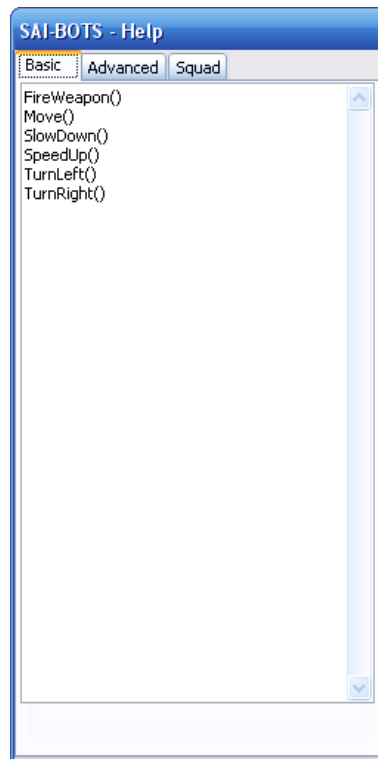 SAI-BOTS - Help
Basic Advanced Squad
FireWeapon()
Move()
SlowDown()
SpeedUp()
TurnLeft()
TurnRight()